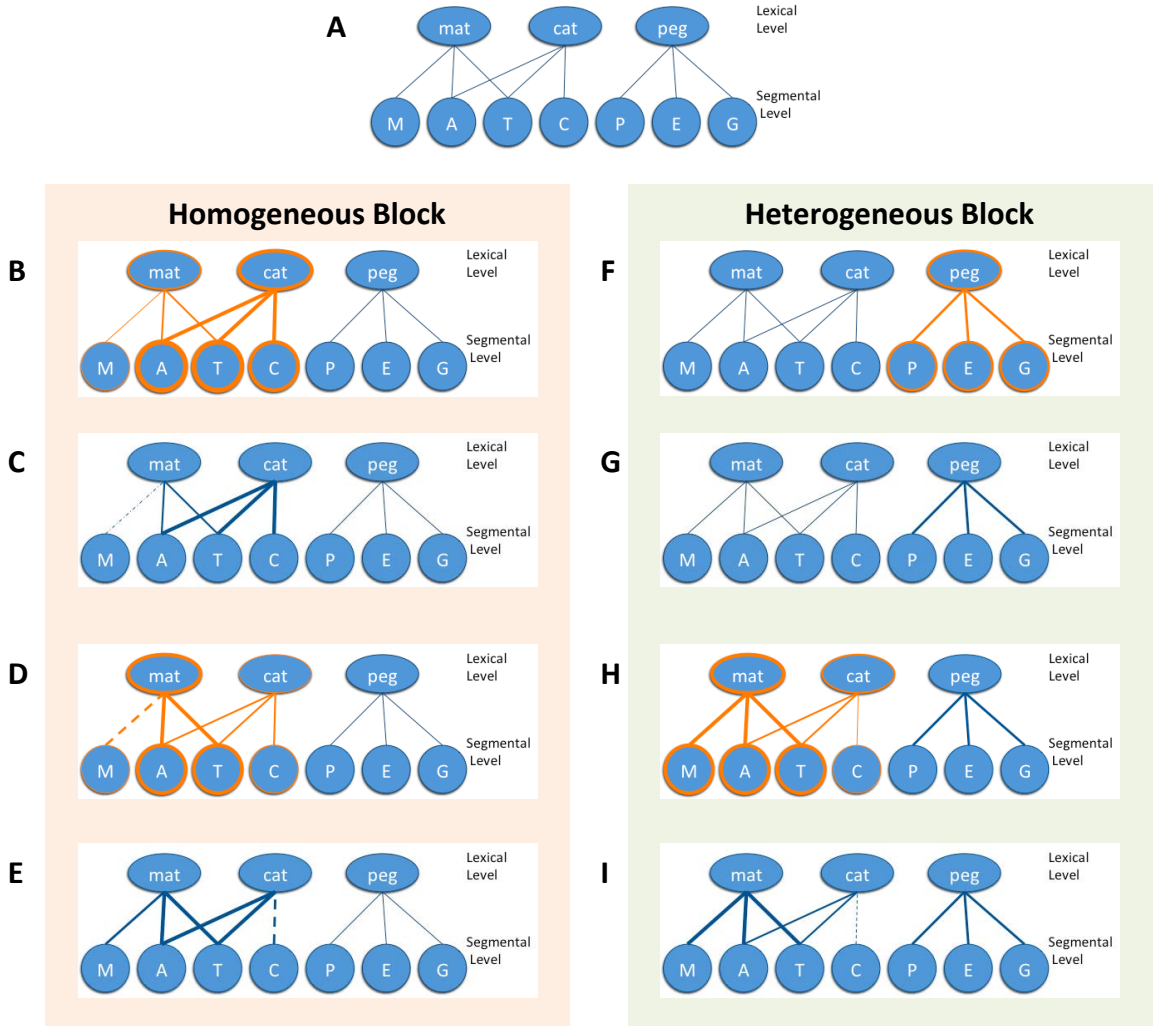 A
mat cat peg
Lexical
Level
M A T C P E G
Segmental
Level
Homogeneous Block
B
mat cat peg
Lexical
Level
M A T C P E G
Segmental
Level
C
mat cat peg
Lexical
Level
M A T C P E G
Segmental
Level
D
mat cat peg
Lexical
Level
M A T C P E G
Segmental
Level
E
mat cat peg
Lexical
Level
M A T C P E G
Segmental
Level
Heterogeneous Block
F
mat cat peg
Lexical
Level
M A T C P E G
Segmental
Level
G
mat cat peg
Lexical
Level
M A T C P E G
Segmental
Level
H
mat cat peg
Lexical
Level
M A T C P E G
Segmental
Level
I
mat cat peg
Lexical
Level
M A T C P E G
Segmental
Level